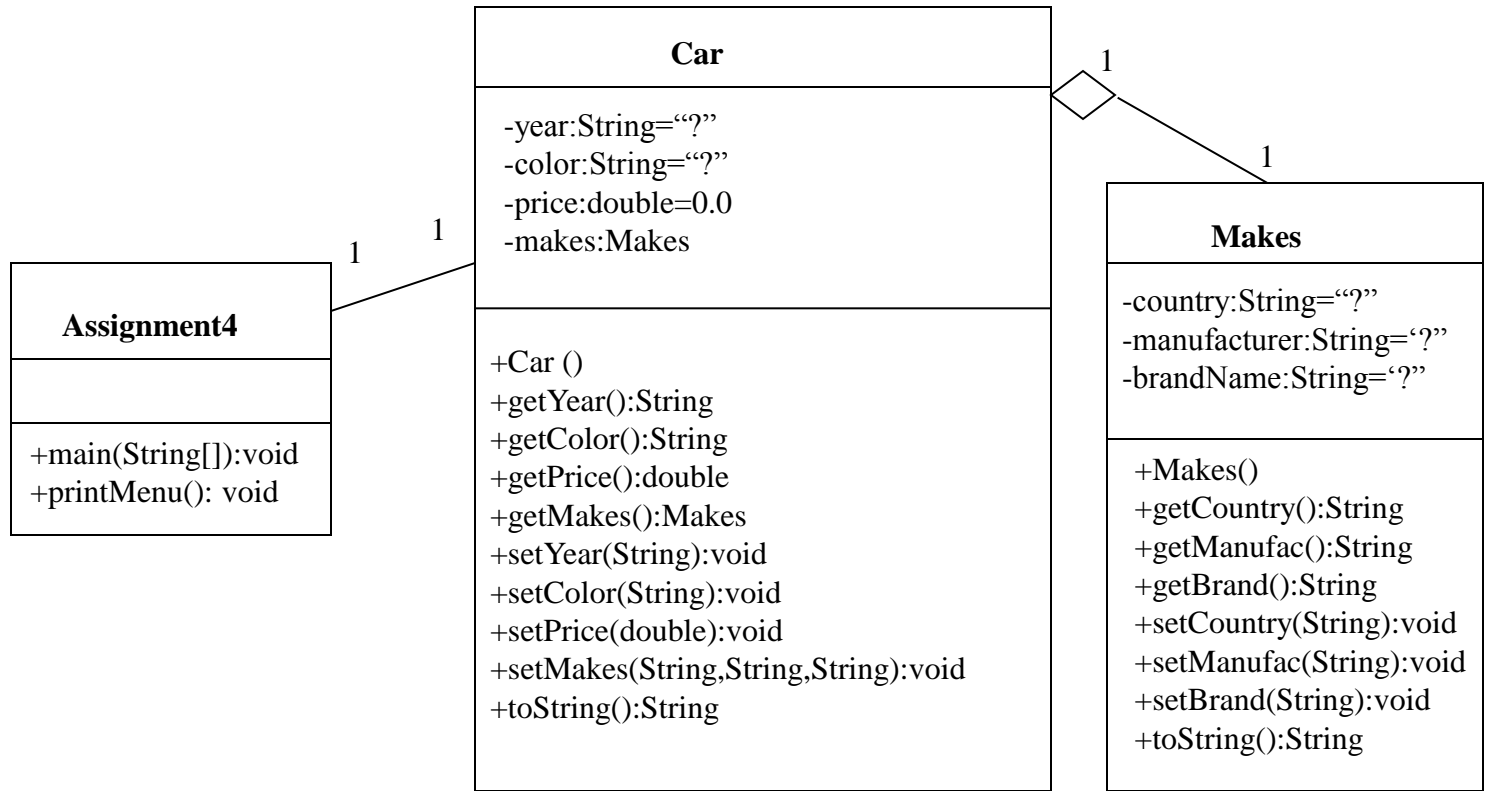 Car
-year:String=“?”
-color:String=“?”
-price:double=0.0
-makes:Makes
+Car ()
+getYear():String
+getColor():String
+getPrice():double
+getMakes():Makes
+setYear(String):void
+setColor(String):void
+setPrice(double):void
+setMakes(String,String,String):void
+toString():String
1
1
1
1
Assignment4
+main(String[]):void
+printMenu(): void
Makes
-country:String=“?”
-manufacturer:String=‘?”
-brandName:String=‘?”
+Makes()
+getCountry():String
+getManufac():String
+getBrand():String
+setCountry(String):void
+setManufac(String):void
+setBrand(String):void
+toString():String